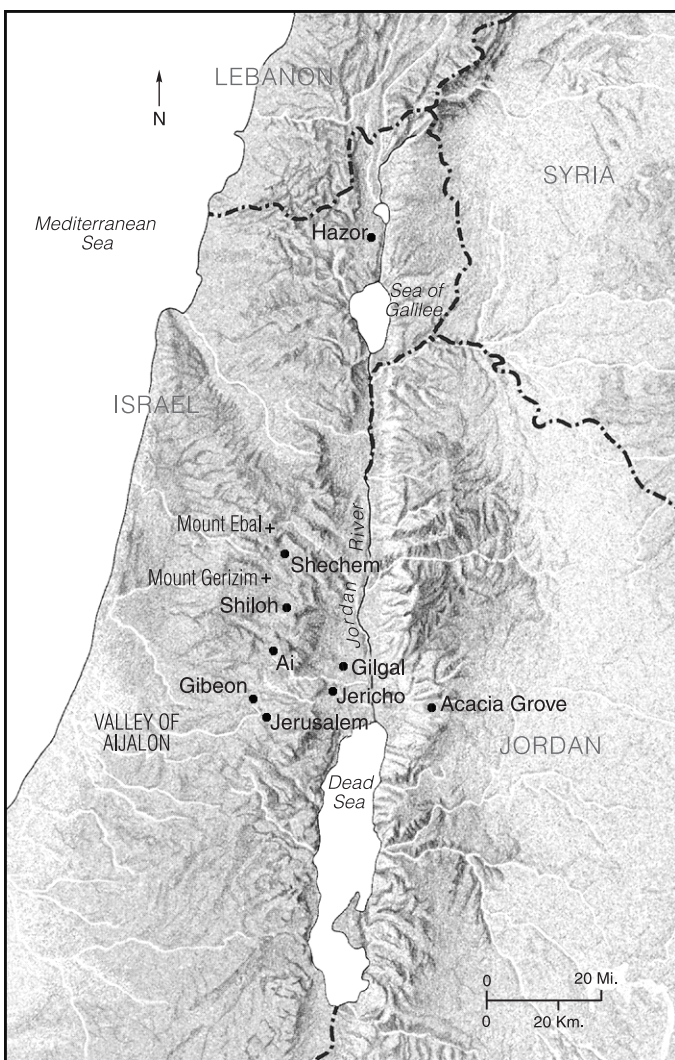 LEBANON
N
SYRIA
Mediterranean
Sea
Hazor
Sea of
Galilee
ISRAEL
Mount Ebal
Jordan River
Shechem
Mount Gerizim
Shiloh
Ai
Gilgal
Gibeon
Jericho
Acacia Grove
VALLEY OF
AIJALON
Jerusalem
JORDAN
Dead
Sea
0 20 Mi.
0 20 Km.